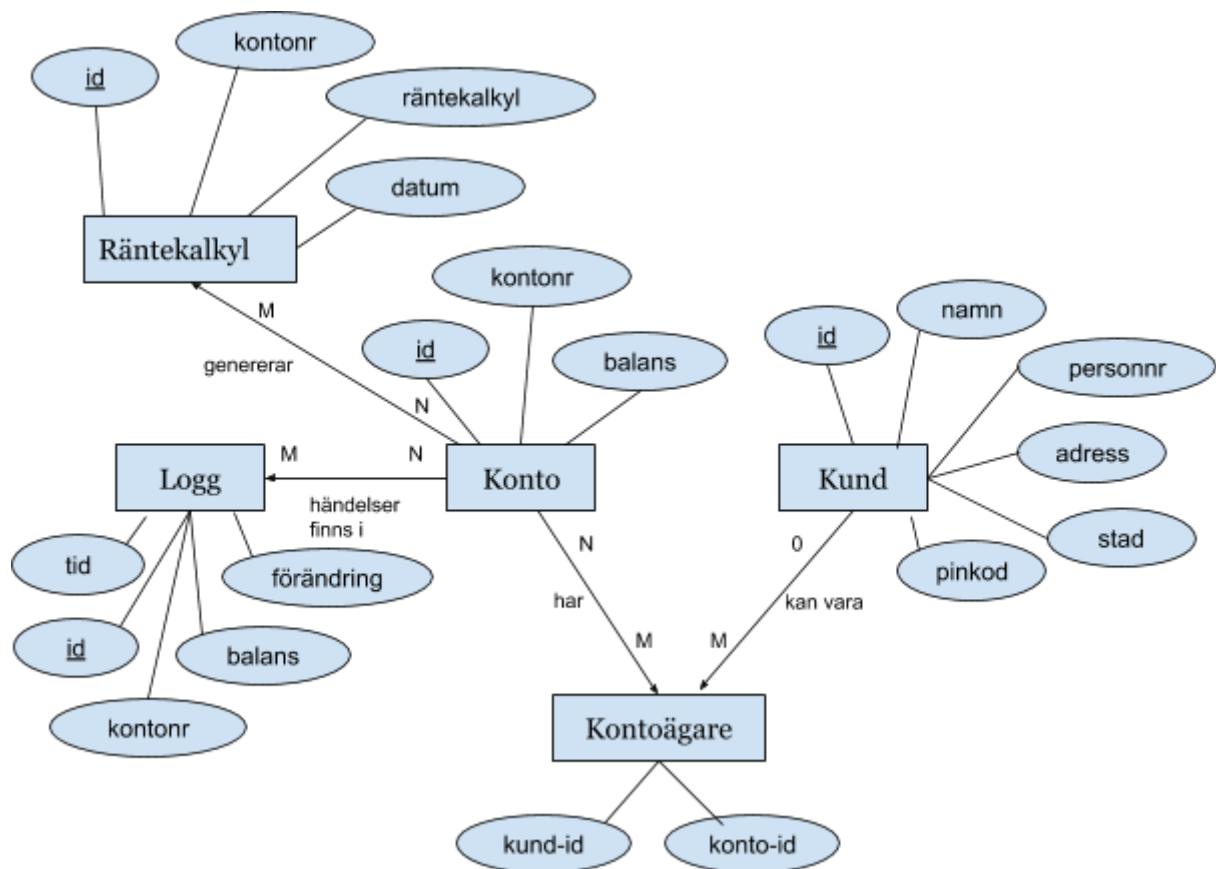 kontonr
id
räntekalkyl
datum
Räntekalkyl
M
genererar
N
kontonr
id
balans
namn
id
personnr
adress
stad
pinkod
Logg
M
N
Konto
Kund
händelser
finns i
tid
förändring
id
balans
kontonr
N
har
M
0
kan vara
M
Kontoägare
kund-id
konto-id